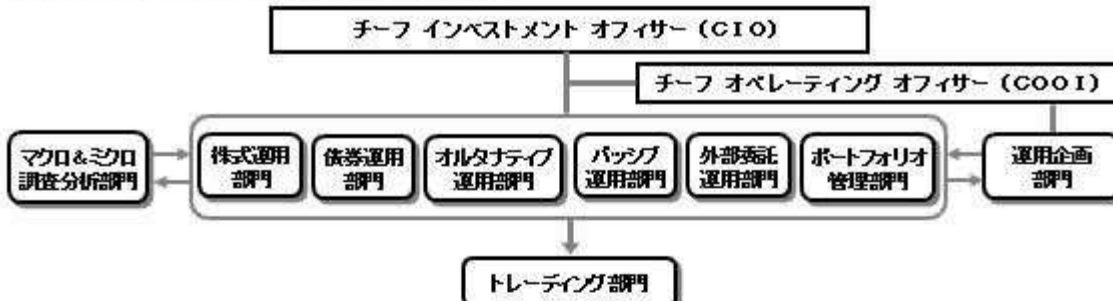 チーフ インベストメント オフィサー (CIO)
チーフ オペレーティング オフィサー (COOI)
マクロ&ミクロ
調査分析部門
株式運用
部門
債券運用
部門
オルタナティブ
運用部門
パッシブ
運用部門
外部委託
運用部門
ポートフォリオ
管理部門
運用企画
部門
トレーディング部門